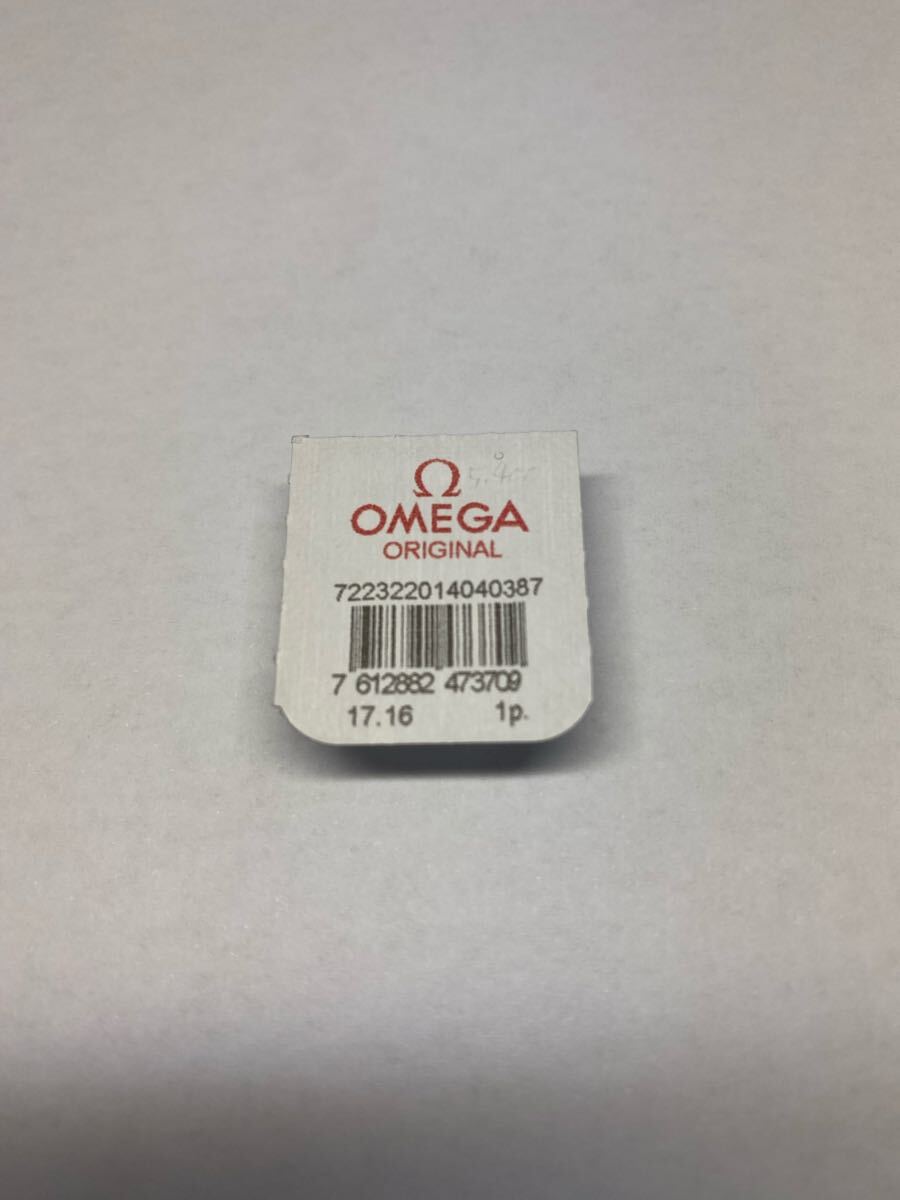 Ω
OMEGA
ORIGINAL
722322014040387
7 612882 473709
17.16 1p.